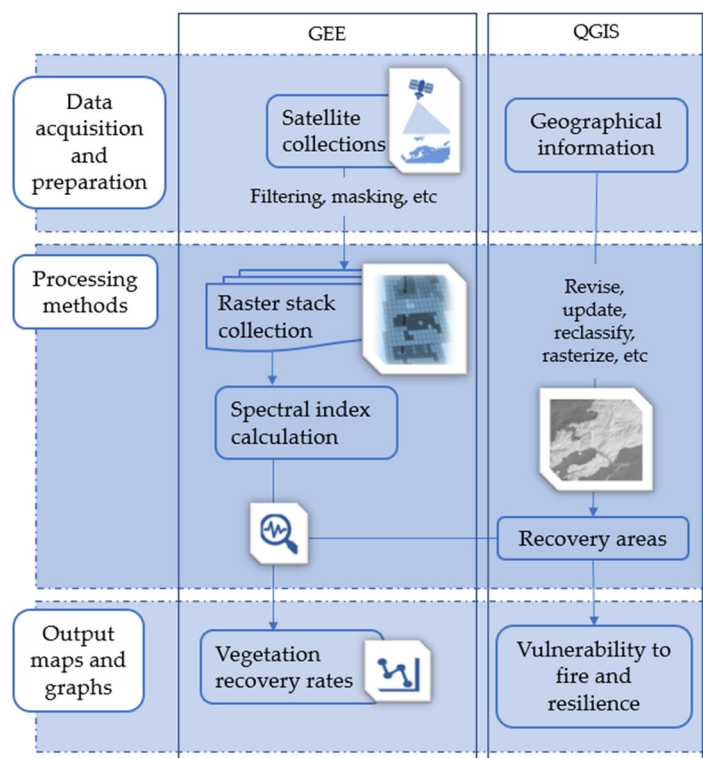 GEE
QGIS
Data
acquisition
and
preparation
Satellite
collections
Filtering, masking, etc
Geographical
information
Processing
methods
Raster stack
collection
Spectral index
calculation
Revise,
update,
reclassify,
rasterize, etc
Recovery areas
Output
maps and
graphs
Vegetation
recovery rates
Vulnerability to
fire and
resilience